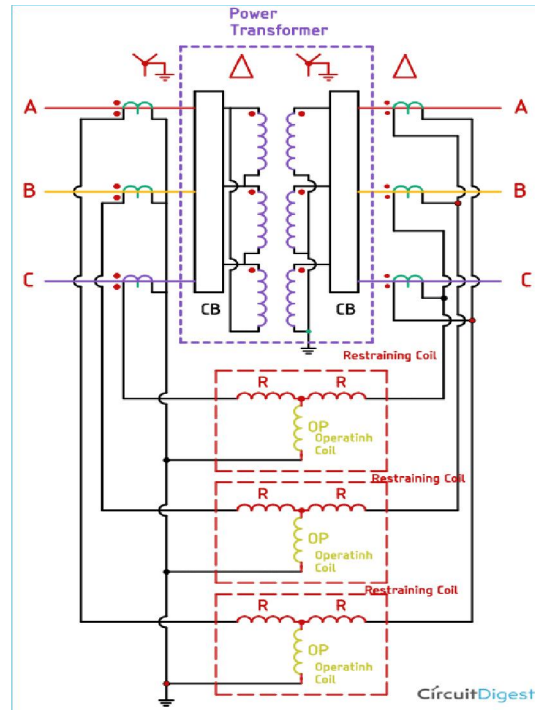 Power
Transformer
A
A
B
B
C
C
CB
CB
Restraining Coil
R
R
OP
Operatinh
Coil
Restraining Coil
R
R
OP
Operatinh
Coil
Restraining Coil
R
R
OP
Operatinh
Coil
CírcuitDigest